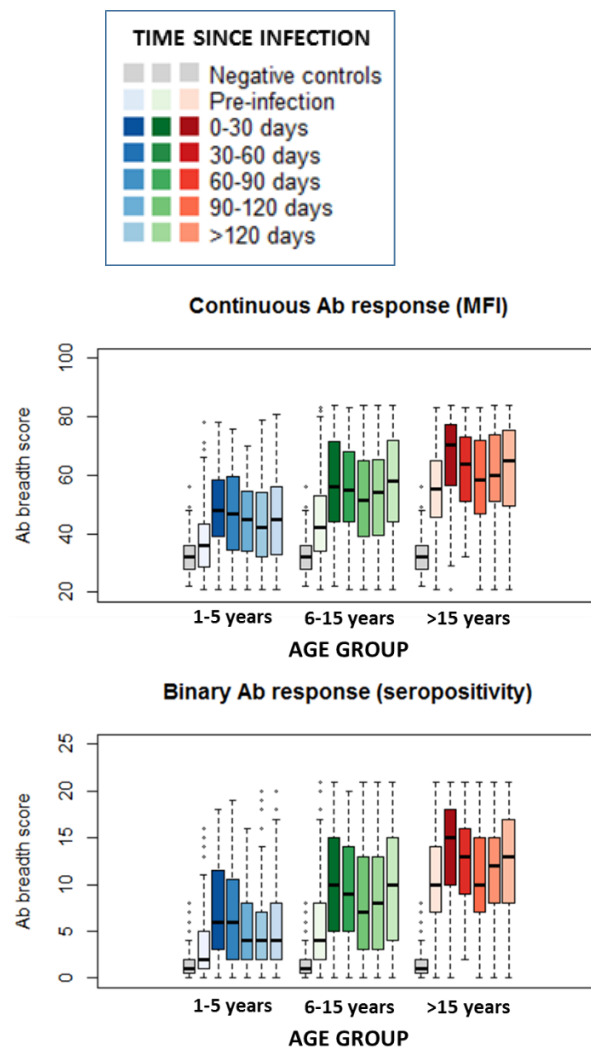 TIME SINCE INFECTION
Negative controls
Pre-infection
0-30 days
30-60 days
60-90 days
90-120 days
>120 days
Continuous Ab response (MFI)
Ab breadth score
100
80
60
40
20
1-5 years
6-15 years
>15 years
AGE GROUP
Binary Ab response (seropositivity)
Ab breadth score
25
20
15
10
5
0
1-5 years
6-15 years
>15 years
AGE GROUP